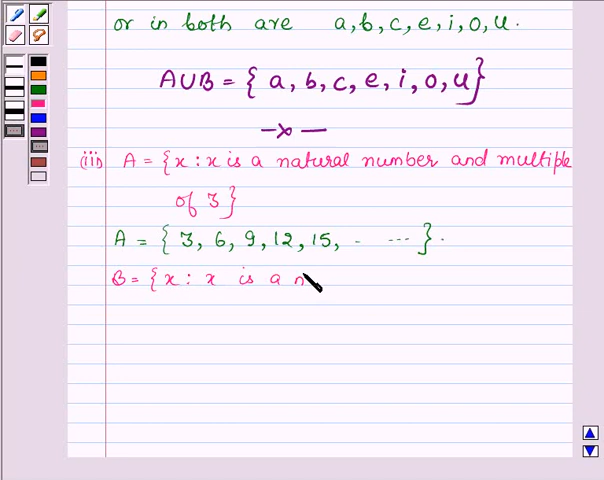 or in both are a, b, c, e, i, o, u.
AUB = { a, b, c, e, i, o, u}
(iii) A = {x : x is a natural number and multiple
of 3}
A = { 3, 6, 9, 12, 15, - --- }.
B = {x : x is a n